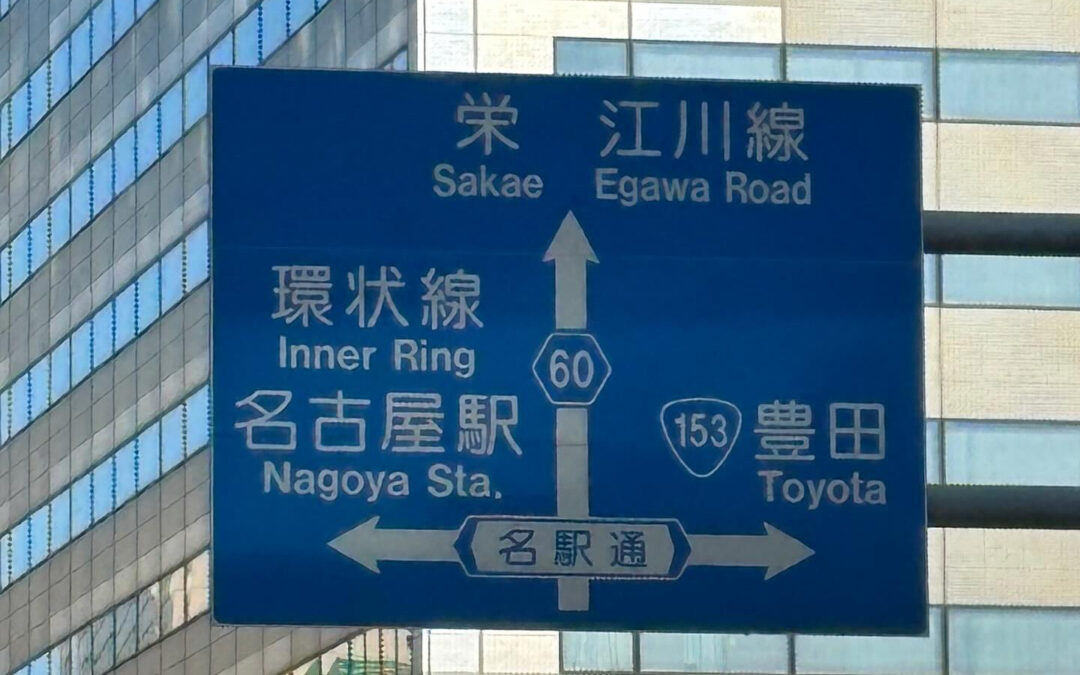 栄 江川線
Sakae Egawa Road
環状線
Inner Ring
60
名古屋駅
Nagoya Sta.
153 豊田
Toyota
名駅通